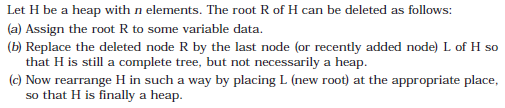 Let H be a heap with n elements. The root R of H can be deleted as follows:
(a) Assign the root R to some variable data.
(b) Replace the deleted node R by the last node (or recently added node) L of H so
that H is still a complete tree, but not necessarily a heap.
(c) Now rearrange H in such a way by placing L (new root) at the appropriate place,
so that H is finally a heap.